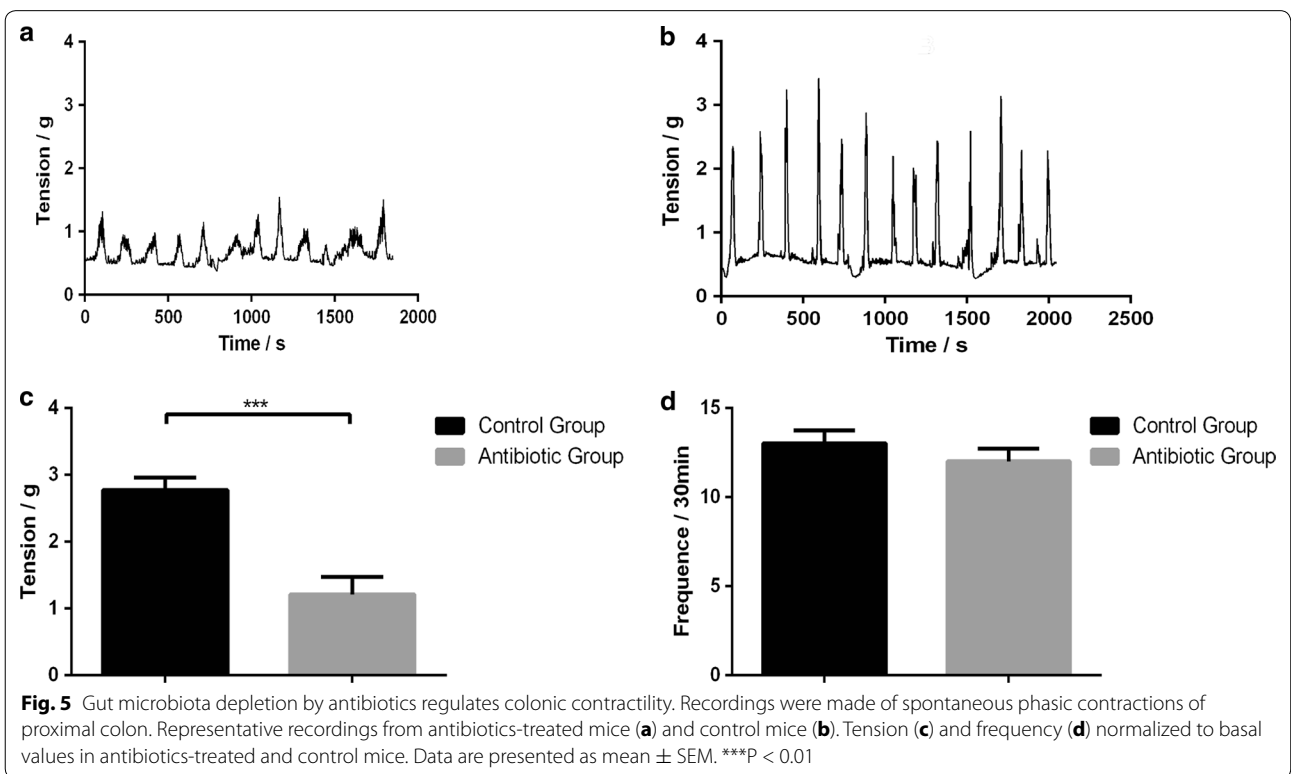 a
4
3
2
1
0
Tension / g
0 500 1000 1500 2000
Time / s
b
4
3
2
1
0
Tension / g
0 500 1000 1500 2000 2500
Time / s
c
4
3
2
1
0
Tension / g
***
Control Group
Antibiotic Group
d
15
10
5
0
Frequence / 30min
Control Group
Antibiotic Group
Fig. 5 Gut microbiota depletion by antibiotics regulates colonic contractility. Recordings were made of spontaneous phasic contractions of
proximal colon. Representative recordings from antibiotics-treated mice (a) and control mice (b). Tension (c) and frequency (d) normalized to basal
values in antibiotics-treated and control mice. Data are presented as mean ± SEM. ***P < 0.01